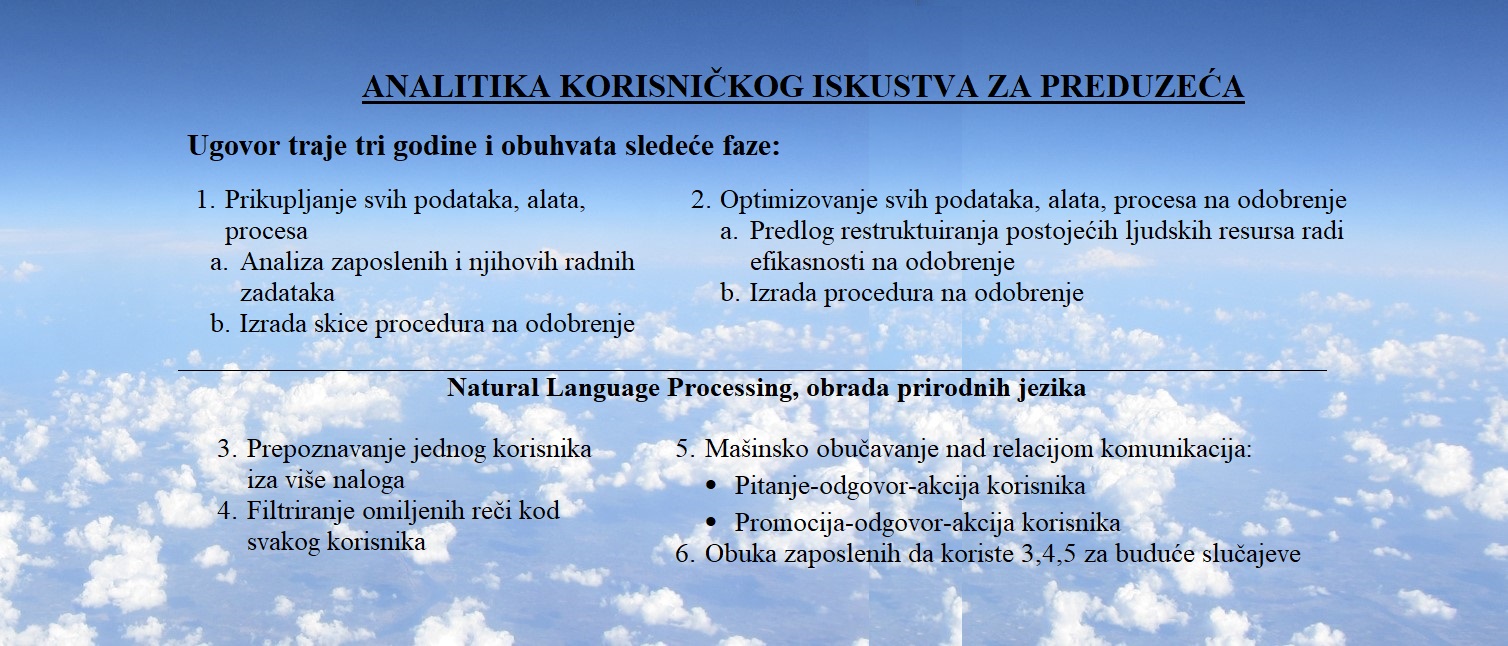 ANALITIKA KORISNIČKOG ISKUSTVA ZA PREDUZEĆA
Ugovor traje tri godine i obuhvata sledeće faze:
1. Prikupljanje svih podataka, alata,
procesa
a. Analiza zaposlenih i njihovih radnih
zadataka
b. Izrada skice procedura na odobrenje
2. Optimizovanje svih podataka, alata, procesa na odobrenje
a. Predlog restruktuiranja postojećih ljudskih resursa radi
efikasnosti na odobrenje
b. Izrada procedura na odobrenje
Natural Language Processing, obrada prirodnih jezika
3. Prepoznavanje jednog korisnika
iza više naloga
4. Filtriranje omiljenih reči kod
svakog korisnika
5. Mašinsko obučavanje nad relacijom komunikacija:
• Pitanje-odgovor-akcija korisnika
• Promocija-odgovor-akcija korisnika
6. Obuka zaposlenih da koriste 3,4,5 za buduće slučajeve